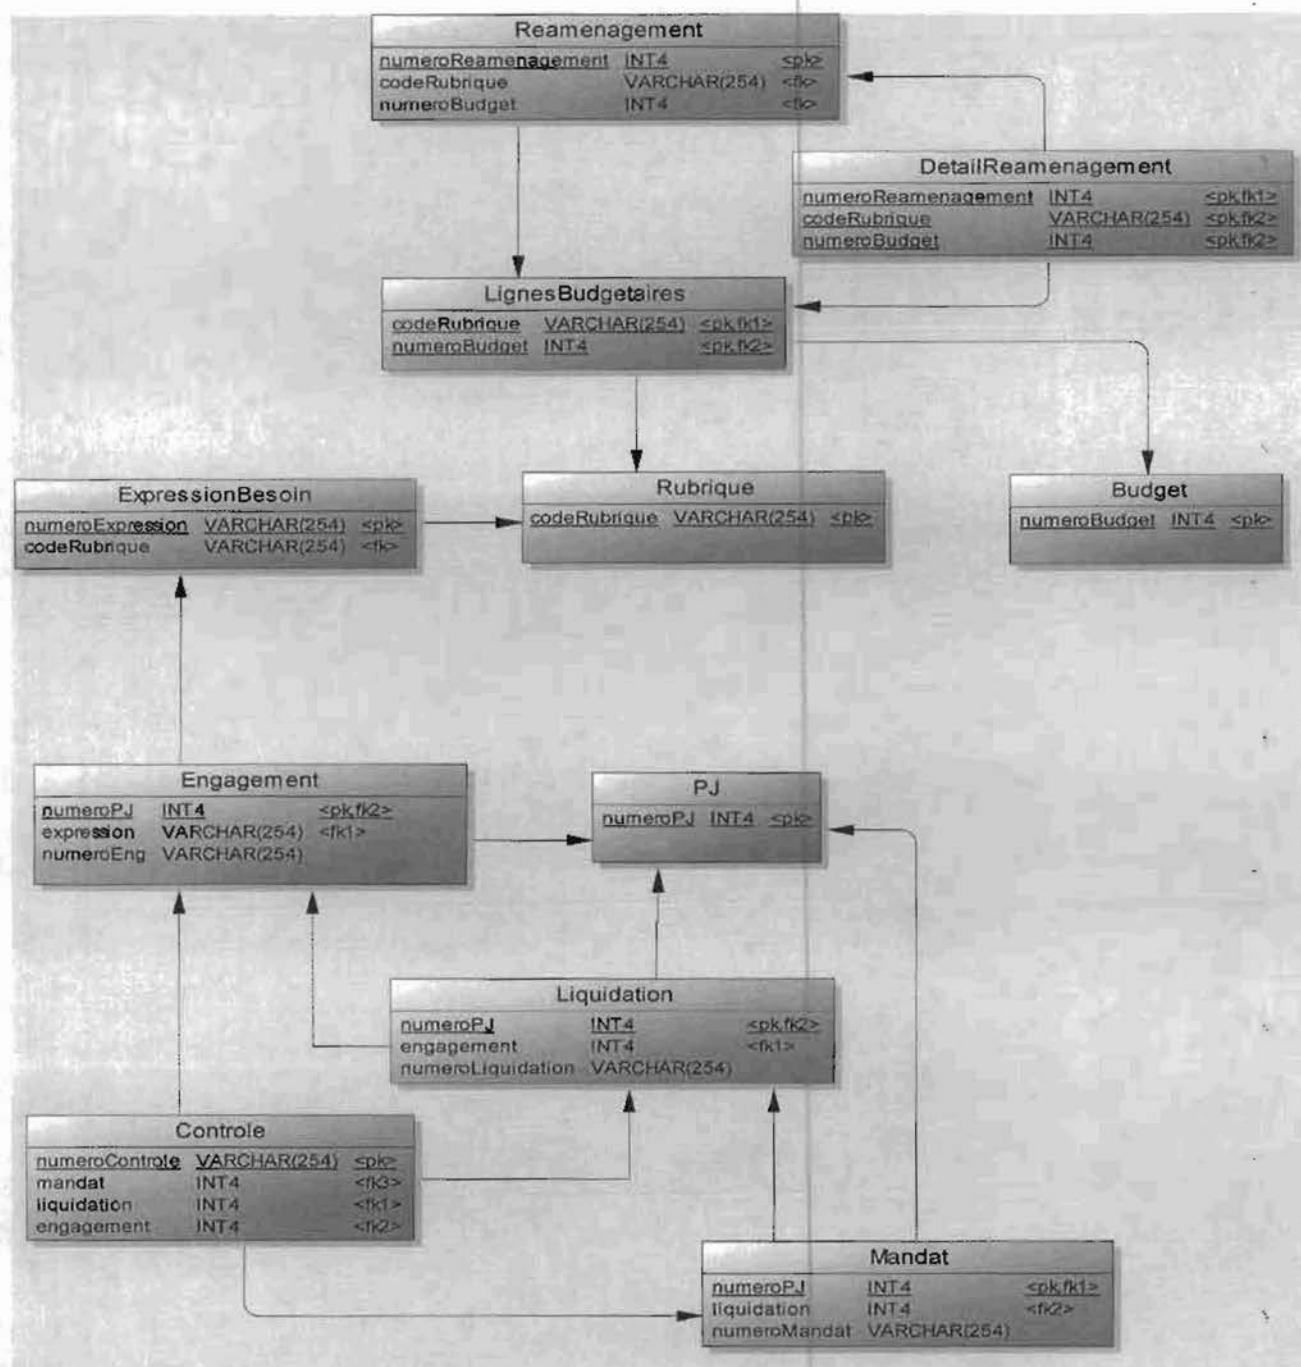 Reamenagement
numeroReamenagement INT4 <pk>
codeRubrique VARCHAR(254) <fk>
numeroBudget INT4 <fk>
DetailReamenagement
numeroReamenagement INT4 <pk,fk1>
codeRubrique VARCHAR(254) <pk,fk2>
numeroBudget INT4 <pk,fk2>
LignesBudgetaires
codeRubrique VARCHAR(254) <pk,fk1>
numeroBudget INT4 <pk,fk2>
ExpressionBesoin
numeroExpression VARCHAR(254) <pk>
codeRubrique VARCHAR(254) <fk>
Rubrique
codeRubrique VARCHAR(254) <pk>
Budget
numeroBudget INT4 <pk>
Engagement
numeroPJ INT4 <pk,fk2>
expression VARCHAR(254) <fk1>
numeroEng VARCHAR(254)
PJ
numeroPJ INT4 <pk>
Liquidation
numeroPJ INT4 <pk,fk2>
engagement INT4 <fk1>
numeroLiquidation VARCHAR(254)
Controle
numeroControle VARCHAR(254) <pk>
mandat INT4 <fk3>
liquidation INT4 <fk1>
engagement INT4 <fk2>
Mandat
numeroPJ INT4 <pk,fk1>
liquidation INT4 <fk2>
numeroMandat VARCHAR(254)